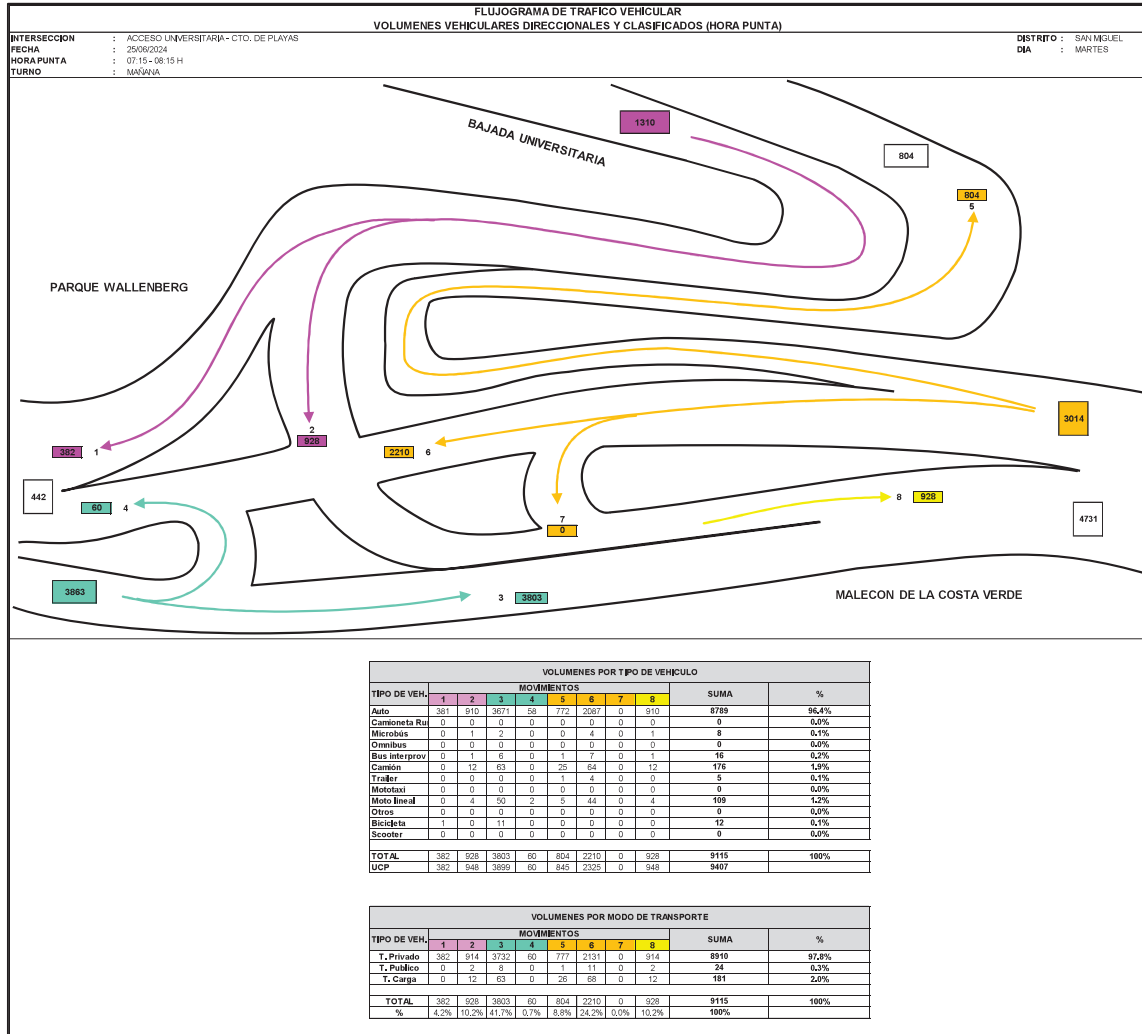 FLUJOGRAMA DE TRAFICO VEHICULAR
VOLUMENES VEHICULARES DIRECCIONALES Y CLASIFICADOS (HORA PUNTA)
INTERSECCION : ACCESO UNIVERSITARIA - CTO. DE PLAYAS DISTRITO : SAN MIGUEL
FECHA : 25/06/2024 DIA : MARTES
HORA PUNTA : 07:15 - 08:15 H
TURNO : MAÑANA
1310
BAJADA UNIVERSITARIA
804
804
5
PARQUE WALLENBERG
3014
2
928
382 1
2210 6
442
60 4
8 928
7
0
4731
3863
3 3803
MALECON DE LA COSTA VERDE
VOLUMENES POR TIPO DE VEHICULO
TIPO DE VEH. MOVIMIENTOS SUMA %
1 2 3 4 5 6 7 8
Auto 381 910 3671 58 772 2087 0 910 8789 96.4%
Camioneta Ru 0 0 0 0 0 0 0 0 0 0.0%
Microbús 0 1 2 0 0 4 0 1 8 0.1%
Omnibus 0 0 0 0 0 0 0 0 0 0.0%
Bus interprov 0 1 6 0 1 7 0 1 16 0.2%
Camión 0 12 63 0 25 64 0 12 176 1.9%
Trailer 0 0 0 0 1 4 0 0 5 0.1%
Mototaxi 0 0 0 0 0 0 0 0 0 0.0%
Moto lineal 0 4 50 2 5 44 0 4 109 1.2%
Otros 0 0 0 0 0 0 0 0 0 0.0%
Bicicleta 1 0 11 0 0 0 0 0 12 0.1%
Scooter 0 0 0 0 0 0 0 0 0 0.0%
TOTAL 382 928 3803 60 804 2210 0 928 9115 100%
UCP 382 948 3899 60 845 2325 0 948 9407
VOLUMENES POR MODO DE TRANSPORTE
TIPO DE VEH. MOVIMIENTOS SUMA %
1 2 3 4 5 6 7 8
T. Privado 382 914 3732 60 777 2131 0 914 8910 97.8%
T. Publico 0 2 8 0 1 11 0 2 24 0.3%
T. Carga 0 12 63 0 26 68 0 12 181 2.0%
TOTAL 382 928 3803 60 804 2210 0 928 9115 100%
% 4.2% 10.2% 41.7% 0.7% 8.8% 24.2% 0.0% 10.2% 100%